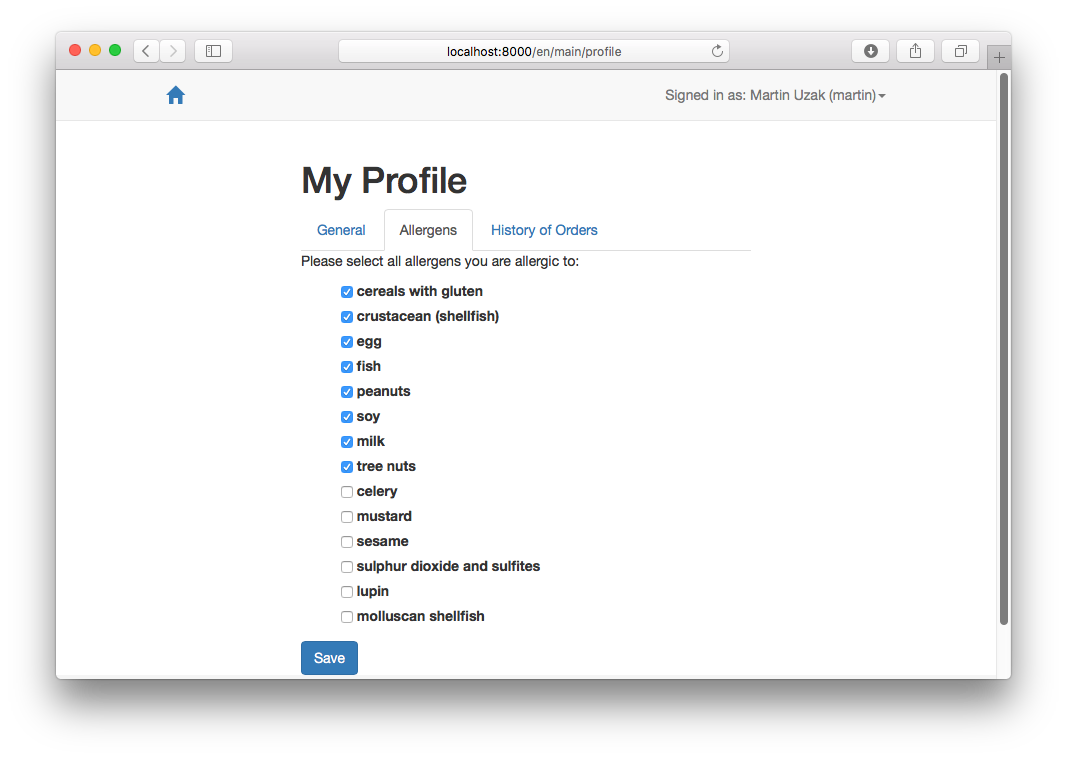 localhost:8000/en/main/profile
Signed in as: Martin Uzak (martin)
My Profile
General Allergens History of Orders
Please select all allergens you are allergic to:
cereals with gluten
crustacean (shellfish)
egg
fish
peanuts
soy
milk
tree nuts
celery
mustard
sesame
sulphur dioxide and sulfites
lupin
molluscan shellfish
Save